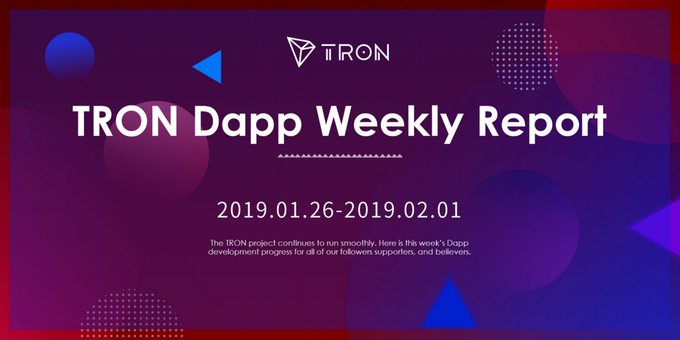 TRON
TRON Dapp Weekly Report
2019.01.26-2019.02.01
The TRON project continues to run smoothly. Here is this week's Dapp
development progress for all of our followers supporters, and believers.